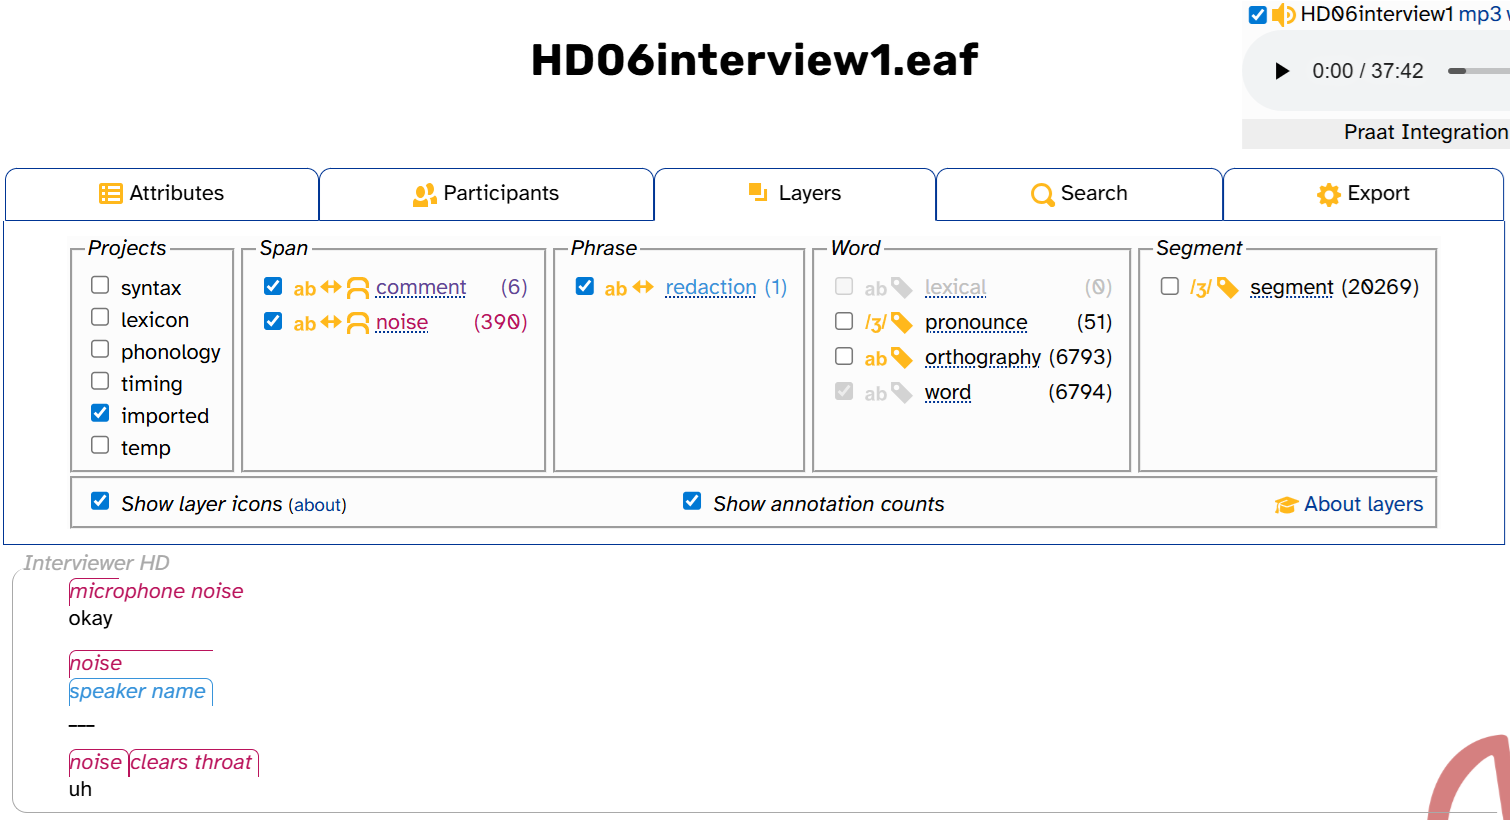 HD06interview1 mp3
HD06interview1.eaf
0:00 / 37:42
Praat Integration
Attributes
Participants
Layers
Search
Export
Projects
syntax
lexicon
phonology
timing
imported
temp
Span
ab comment (6)
ab noise (390)
Phrase
ab redaction (1)
Word
ab lexical (0)
/ʒ/ pronounce (51)
ab orthography (6793)
ab word (6794)
Segment
/ʒ/ segment (20269)
Show layer icons (about)
Show annotation counts
About layers
Interviewer HD
microphone noise
okay
noise
speaker name
---
noise clears throat
uh